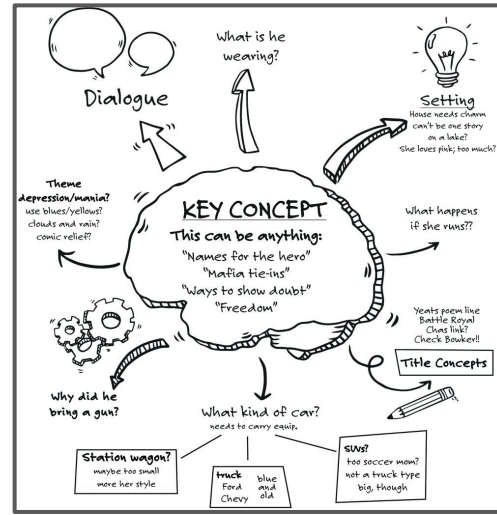 What is he
wearing?
Dialogue
Setting
House needs charm
can't be one story
on a lake?
She loves pink; too much?
Theme
depression/mania?
use blues/yellows?
clouds and rain?
comic relief?
KEY CONCEPT
This can be anything:
"Names for the hero"
"Mafia tie-ins"
"Ways to show doubt"
"Freedom"
What happens
if she runs??
Yeats poem line
Battle Royal
Chas link?
Check Bowker!!
Title Concepts
Why did he
bring a gun?
What kind of car?
needs to carry equip.
Station wagon?
maybe too small
more her style
truck
Ford
Chevy
blue
and
old
SUVs?
too soccer mom?
not a truck type
big, though